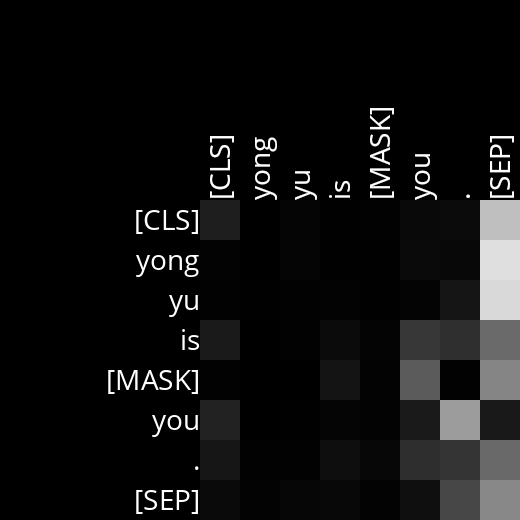 [CLS] yong yu is [MASK] you . [SEP]
[CLS]
yong
yu
is
[MASK]
you
.
[SEP]